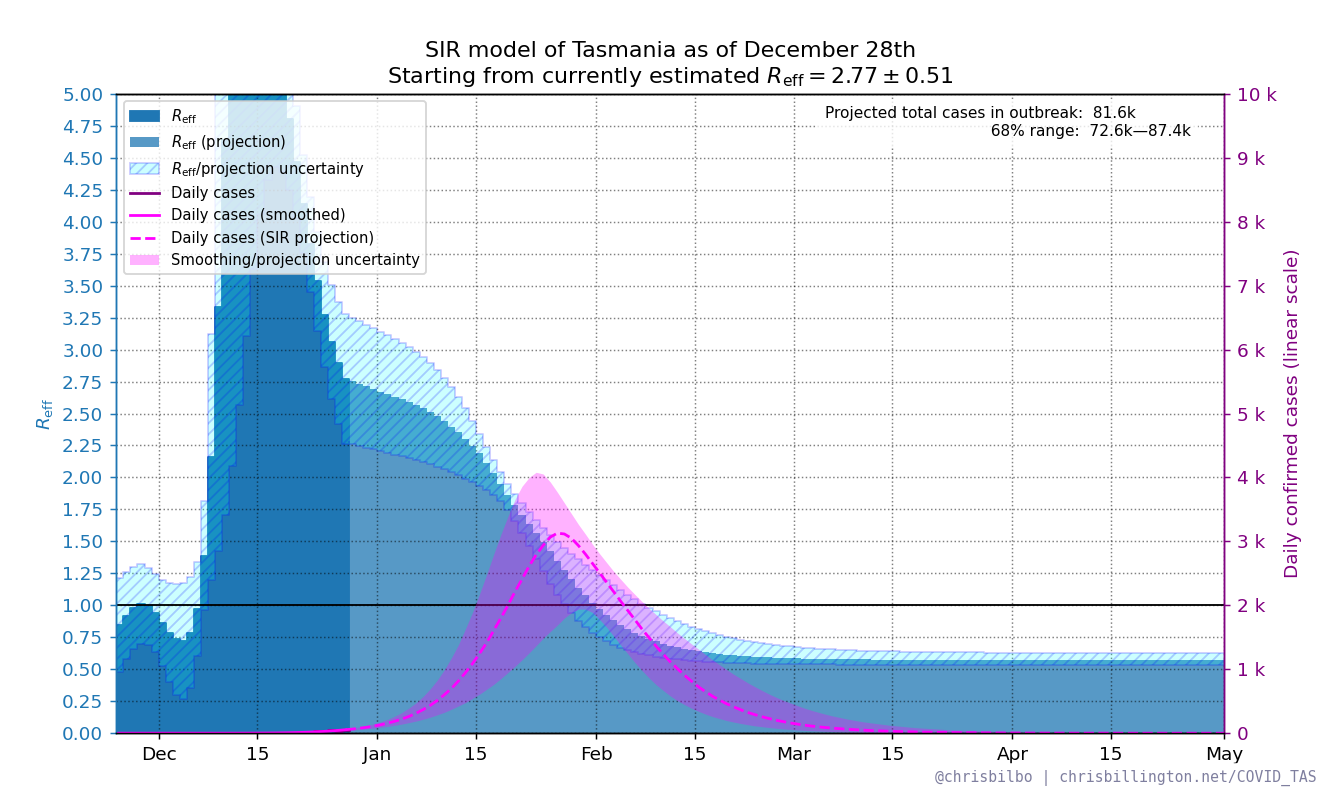 SIR model of Tasmania as of December 28th
Starting from currently estimated R_eff = 2.77 ± 0.51
Projected total cases in outbreak: 81.6k
68% range: 72.6k—87.4k
R_eff
R_eff (projection)
R_eff/projection uncertainty
Daily cases
Daily cases (smoothed)
Daily cases (SIR projection)
Smoothing/projection uncertainty
5.00
4.75
4.50
4.25
4.00
3.75
3.50
3.25
3.00
2.75
2.50
2.25
2.00
1.75
1.50
1.25
1.00
0.75
0.50
0.25
0.00
R_eff
10 k
9 k
8 k
7 k
6 k
5 k
4 k
3 k
2 k
1 k
0
Daily confirmed cases (linear scale)
Dec 15 Jan 15 Feb 15 Mar 15 Apr 15 May
@chrisbilbo | chrisbillington.net/COVID_TAS